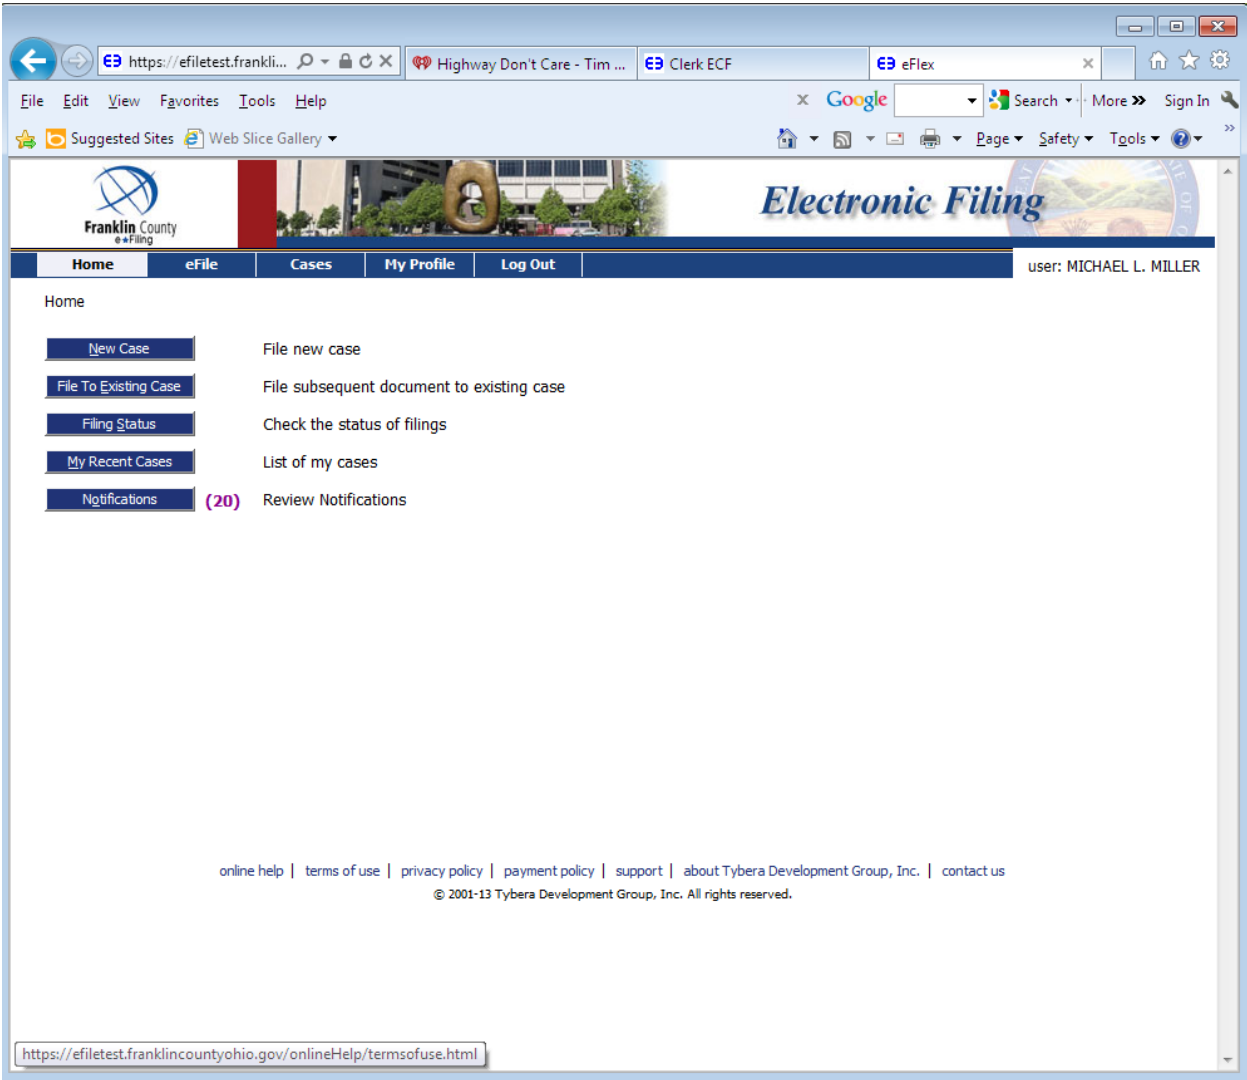 https://efiletest.frankli...
Highway Don't Care - Tim ...
Clerk ECF
eFlex
File Edit View Favorites Tools Help
x Google Search More » Sign In
Suggested Sites Web Slice Gallery
Page Safety Tools »
Franklin County
e★Filing
Electronic Filing
Home eFile Cases My Profile Log Out
user: MICHAEL L. MILLER
Home
New Case File new case
File To Existing Case File subsequent document to existing case
Filing Status Check the status of filings
My Recent Cases List of my cases
Notifications (20) Review Notifications
online help | terms of use | privacy policy | payment policy | support | about Tybera Development Group, Inc. | contact us
© 2001-13 Tybera Development Group, Inc. All rights reserved.
https://efiletest.franklincountyohio.gov/onlineHelp/termsofuse.html